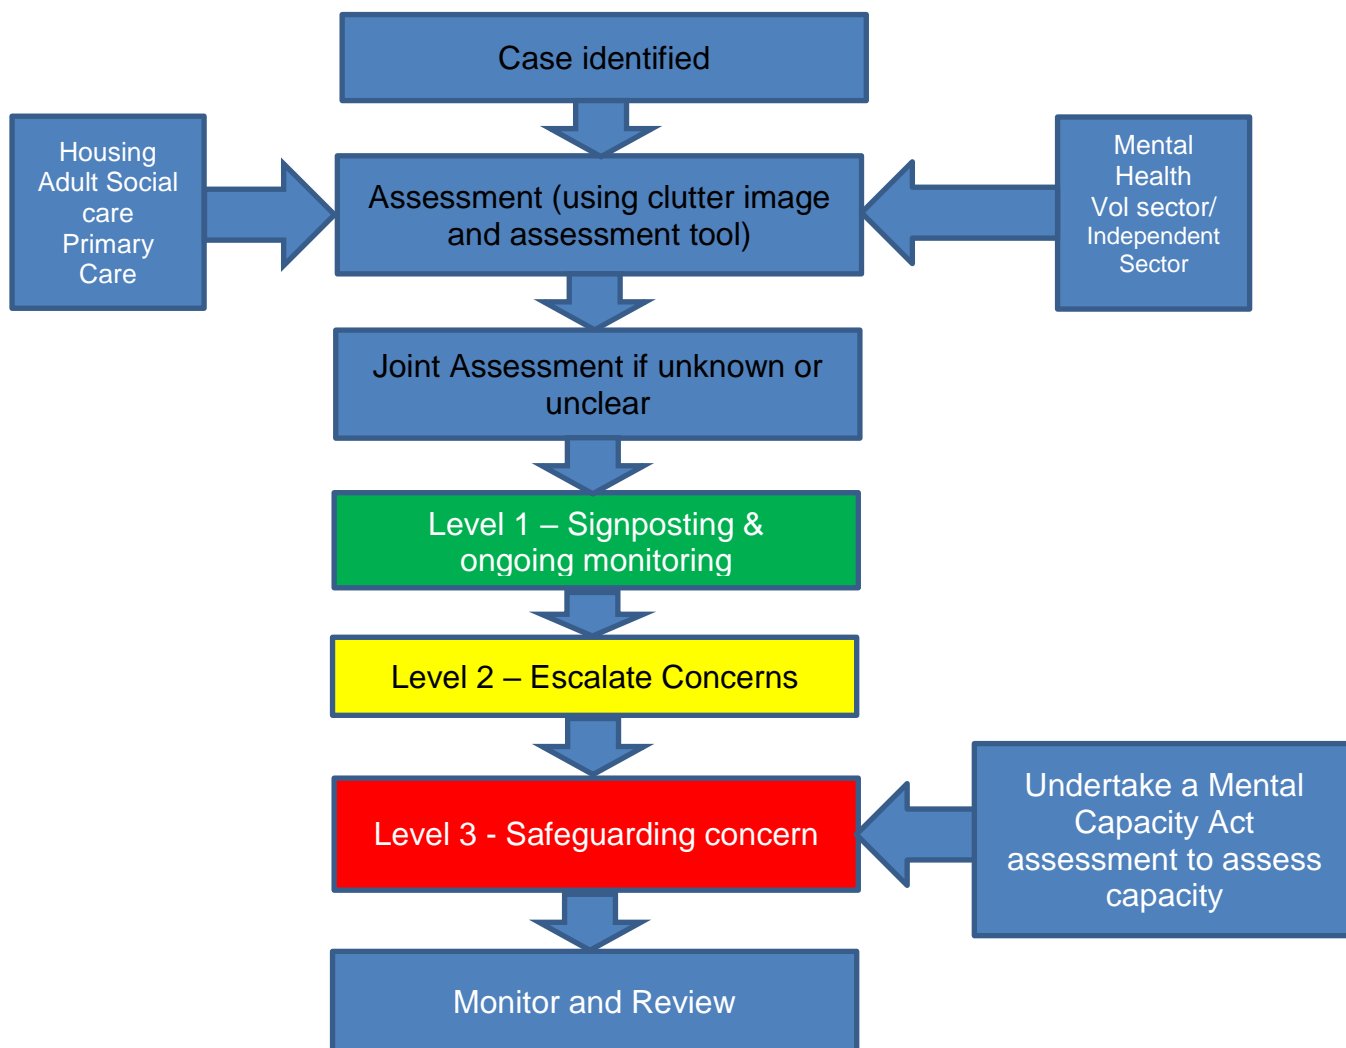 Case identified
Housing
Adult Social
care
Primary
Care
Assessment (using clutter image
and assessment tool)
Mental
Health
Vol sector/
Independent
Sector
Joint Assessment if unknown or
unclear
Level 1 – Signposting &
ongoing monitoring
Level 2 – Escalate Concerns
Level 3 - Safeguarding concern
Undertake a Mental
Capacity Act
assessment to assess
capacity
Monitor and Review